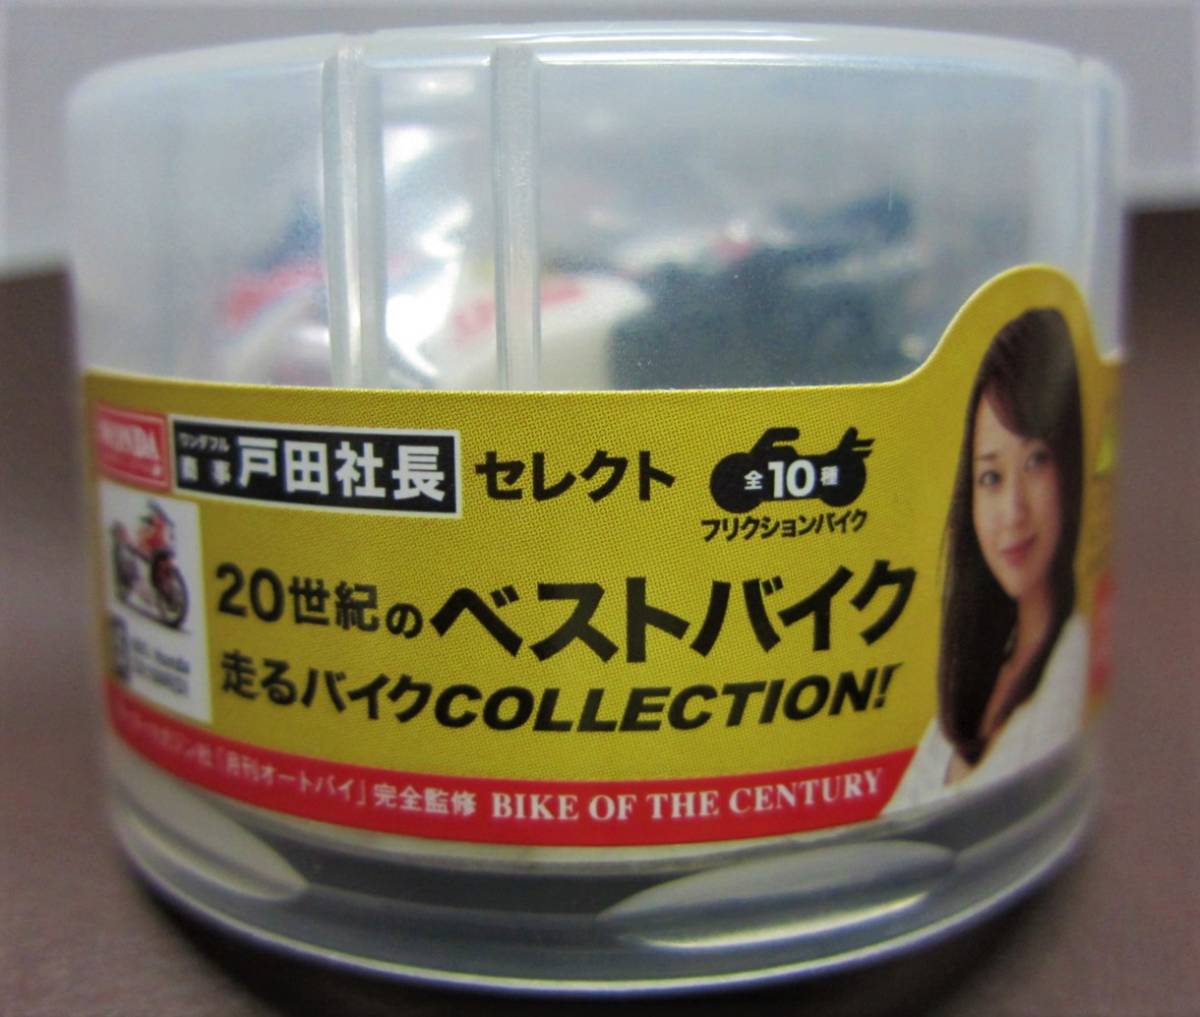 WONDA
ワンダフル
商事 戸田社長 セレクト
全10種
フリクションバイク
20世紀のベストバイク
走るバイクCOLLECTION!
Honda
「月刊オートバイ」完全監修 BIKE OF THE CENTURY